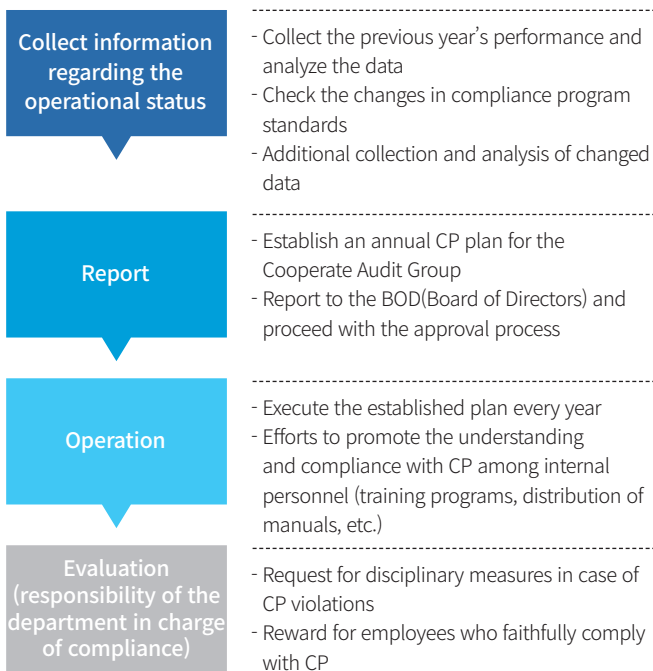 Collect information
regarding the
operational status
- Collect the previous year's performance and
analyze the data
- Check the changes in compliance program
standards
- Additional collection and analysis of changed
data
Report
- Establish an annual CP plan for the
Cooperate Audit Group
- Report to the BOD(Board of Directors) and
proceed with the approval process
Operation
- Execute the established plan every year
- Efforts to promote the understanding
and compliance with CP among internal
personnel (training programs, distribution of
manuals, etc.)
Evaluation
(responsibility of the
department in charge
of compliance)
- Request for disciplinary measures in case of
CP violations
- Reward for employees who faithfully comply
with CP